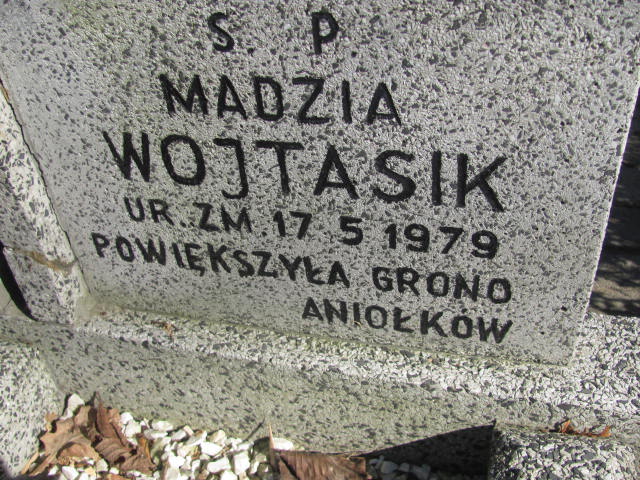 S. P.
MADZIA
WOJTASIK
UR. ZM. 17 5 1979
POWIĘKSZYŁA GRONO
ANIOŁKÓW